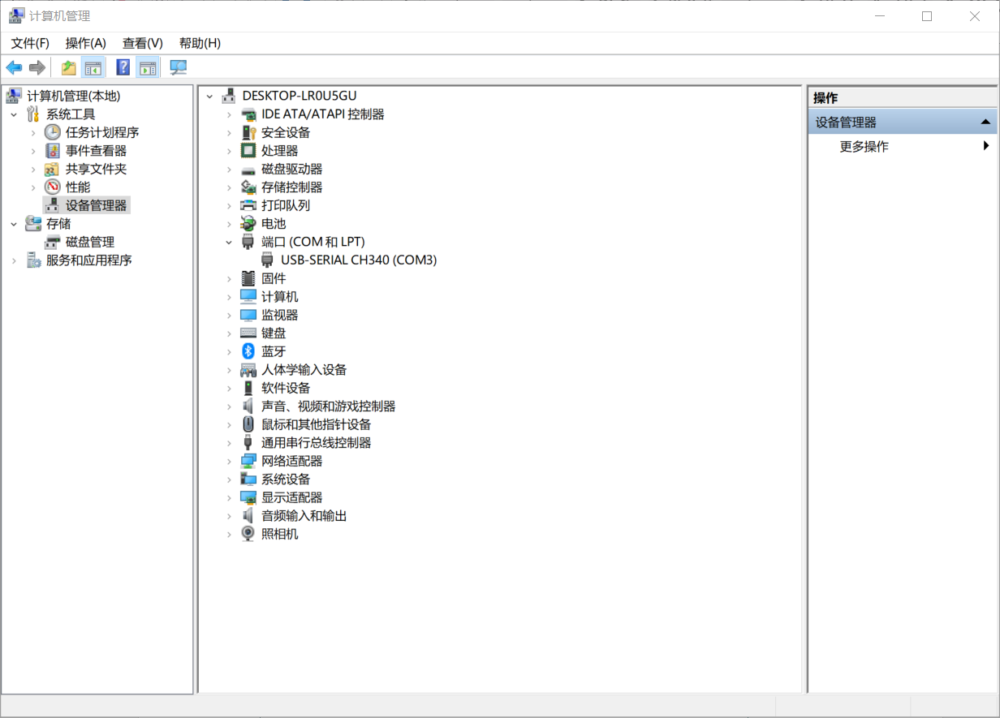 计算机管理
文件(F) 操作(A) 查看(V) 帮助(H)
计算机管理(本地)
系统工具
任务计划程序
事件查看器
共享文件夹
性能
设备管理器
存储
磁盘管理
服务和应用程序
DESKTOP-LR0U5GU
IDE ATA/ATAPI 控制器
安全设备
处理器
磁盘驱动器
存储控制器
打印队列
电池
端口 (COM 和 LPT)
USB-SERIAL CH340 (COM3)
固件
计算机
监视器
键盘
蓝牙
人体学输入设备
软件设备
声音、视频和游戏控制器
鼠标和其他指针设备
通用串行总线控制器
网络适配器
系统设备
显示适配器
音频输入和输出
照相机
操作
设备管理器
更多操作